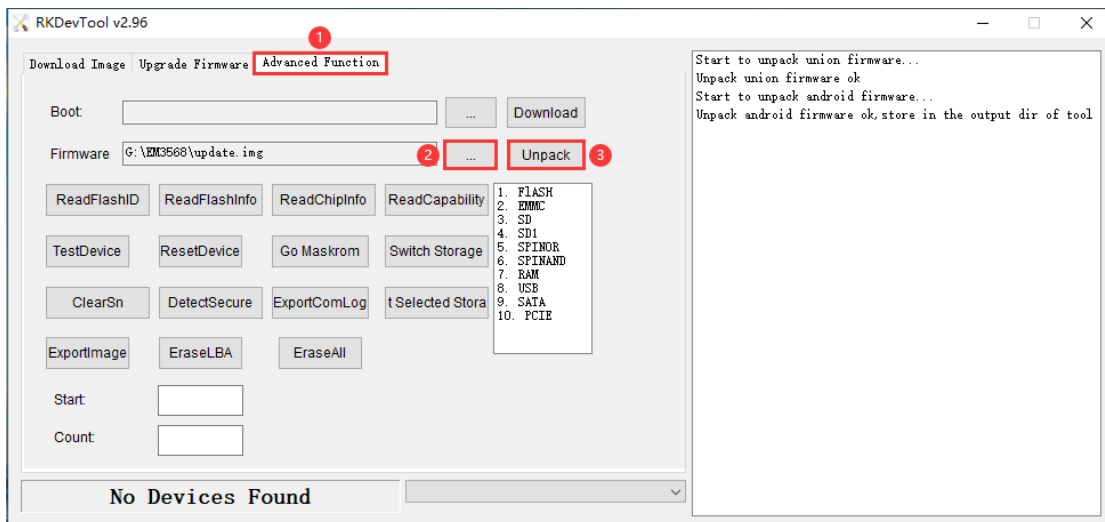 RKDevTool v2.96
1
Download Image Upgrade Firmware Advanced Function
Boot: ... Download
Firmware G:\EM3568\update.img 2 ... Unpack 3
ReadFlashID ReadFlashInfo ReadChipInfo ReadCapability
TestDevice ResetDevice Go Maskrom Switch Storage
ClearSn DetectSecure ExportComLog t Selected Stora
ExportImage EraseLBA EraseAll
1. FlASH
2. EMMC
3. SD
4. SD1
5. SPINOR
6. SPINAND
7. RAM
8. USB
9. SATA
10. PCIE
Start:
Count:
No Devices Found
Start to unpack union firmware...
Unpack union firmware ok
Start to unpack android firmware...
Unpack android firmware ok,store in the output dir of tool